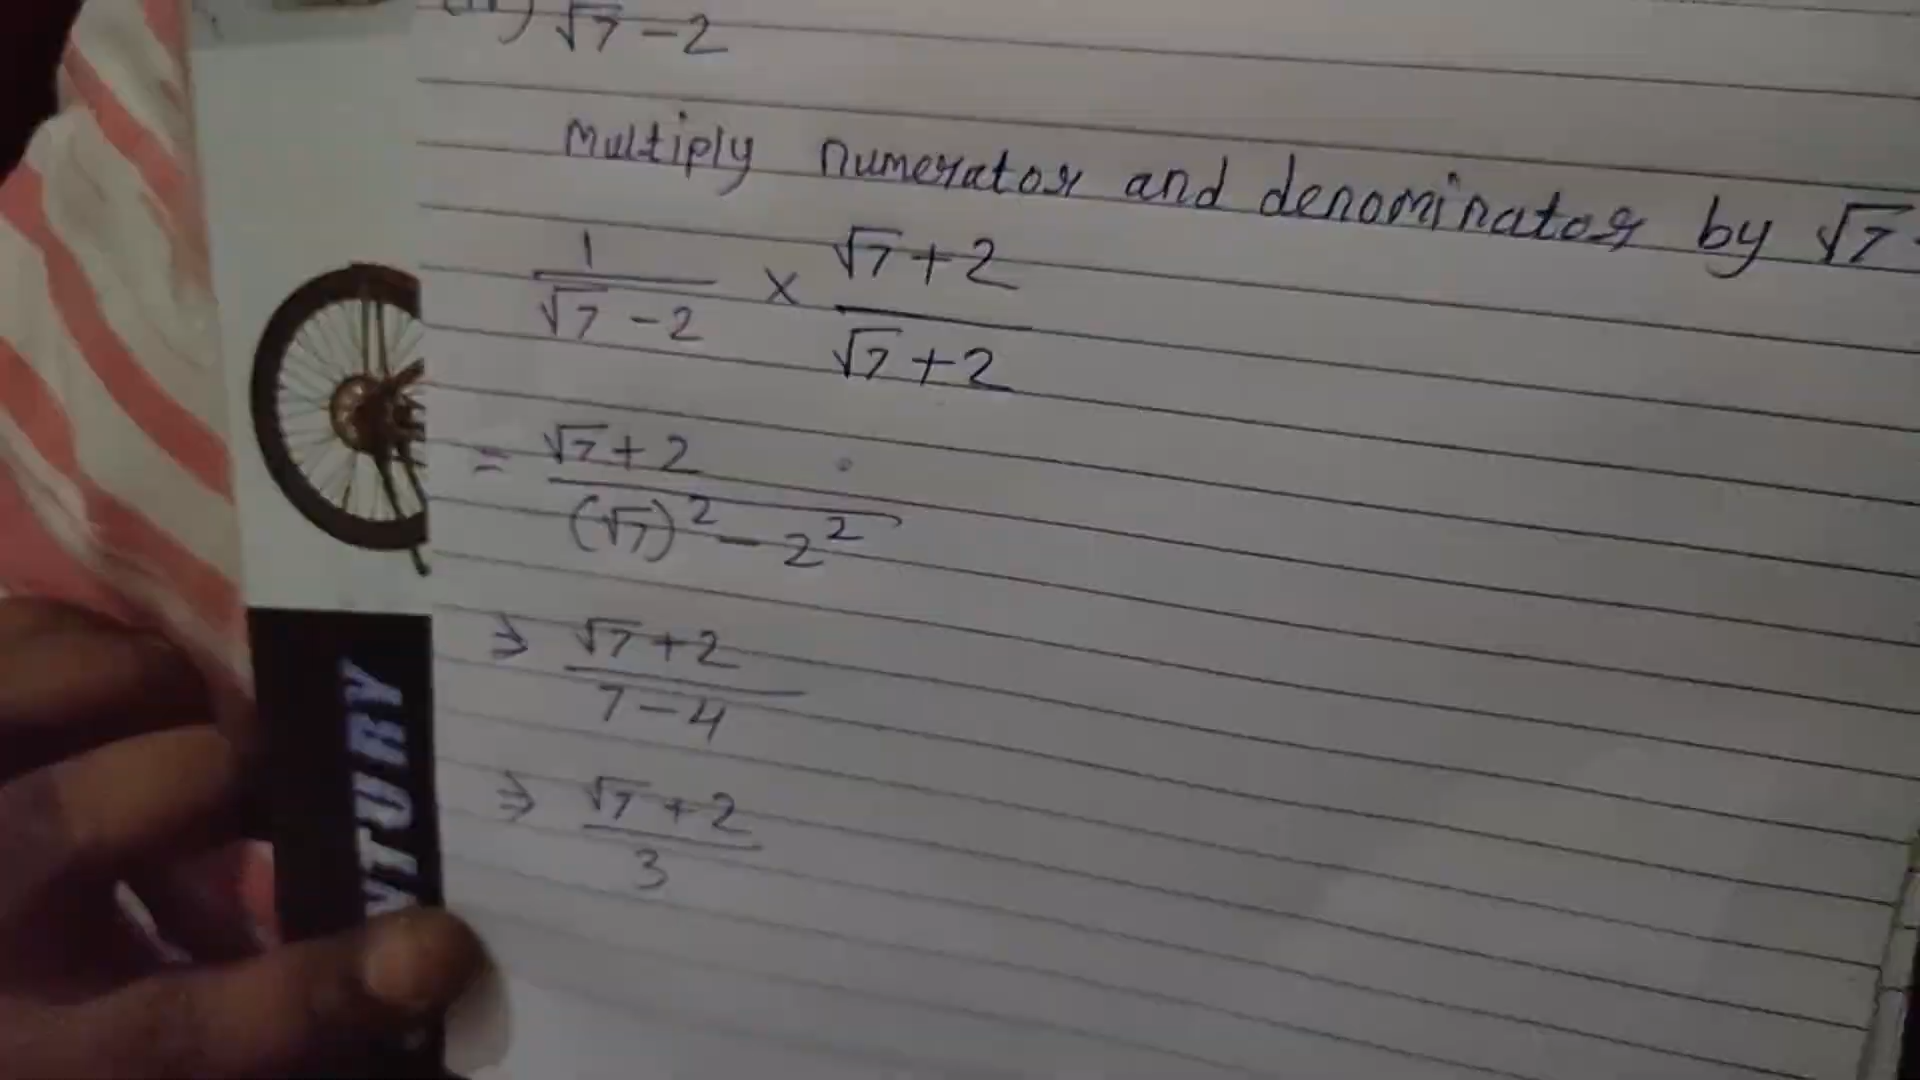 √7 - 2
Multiply numerator and denominator by √7
1/(√7 - 2) × (√7 + 2)/(√7 + 2)
= (√7 + 2)/((√7)² - 2²)
⇒ (√7 + 2)/(7 - 4)
⇒ (√7 + 2)/3
NTURY